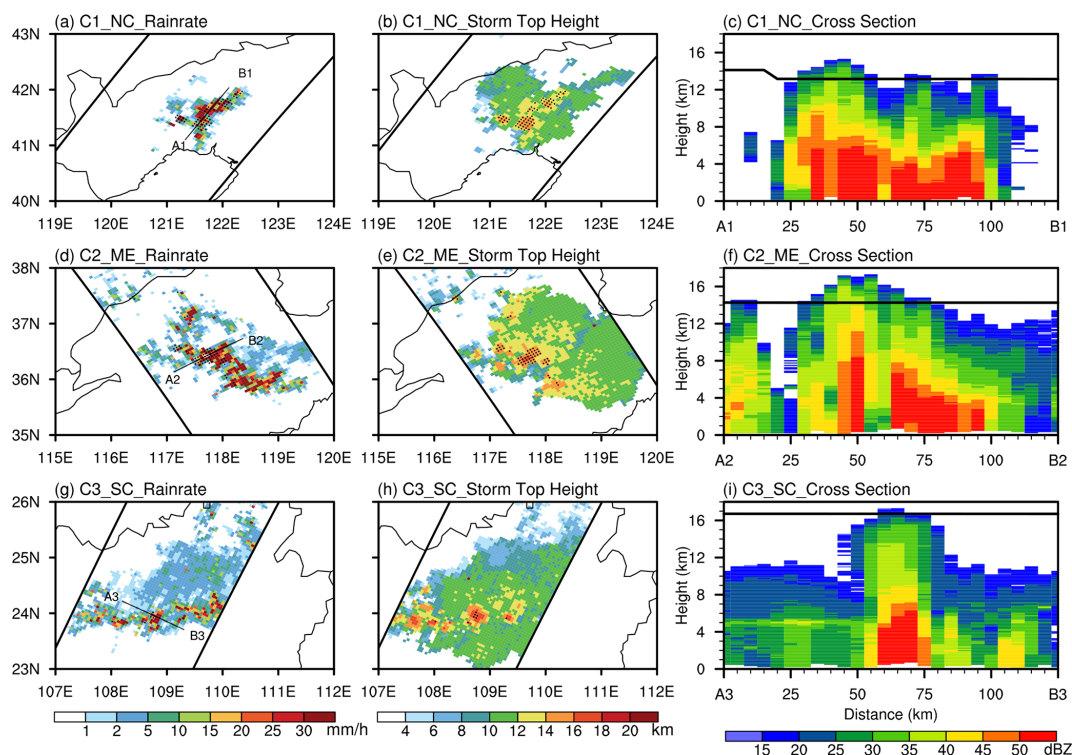 (a) C1_NC_Rainrate
(b) C1_NC_Storm Top Height
(c) C1_NC_Cross Section
43N
42N
41N
40N
B1
A1
119E 120E 121E 122E 123E 124E
119E 120E 121E 122E 123E 124E
Height (km)
16
12
8
4
0
A1 25 50 75 100 B1
(d) C2_ME_Rainrate
(e) C2_ME_Storm Top Height
(f) C2_ME_Cross Section
38N
37N
36N
35N
B2
A2
115E 116E 117E 118E 119E 120E
115E 116E 117E 118E 119E 120E
Height (km)
16
12
8
4
0
A2 25 50 75 100 B2
(g) C3_SC_Rainrate
(h) C3_SC_Storm Top Height
(i) C3_SC_Cross Section
26N
25N
24N
23N
A3
B3
107E 108E 109E 110E 111E 112E
107E 108E 109E 110E 111E 112E
Height (km)
16
12
8
4
0
A3 25 50 75 100 B3
Distance (km)
1 2 5 10 15 20 25 30 mm/h
4 6 8 10 12 14 16 18 20 km
15 20 25 30 35 40 45 50 dBZ